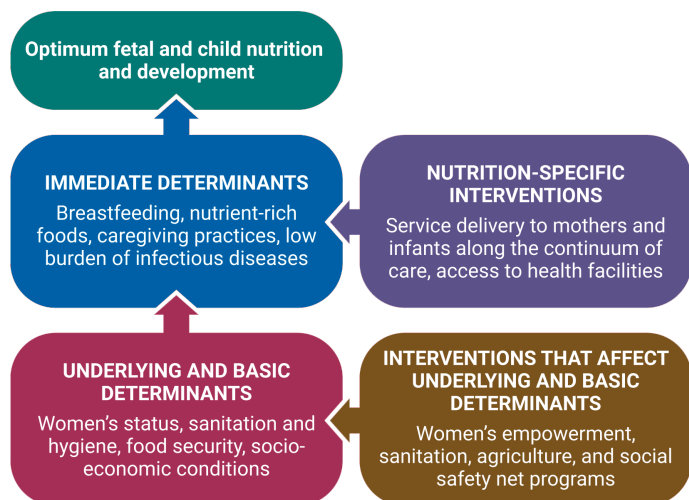 Optimum fetal and child nutrition
and development
IMMEDIATE DETERMINANTS
Breastfeeding, nutrient-rich
foods, caregiving practices, low
burden of infectious diseases
NUTRITION-SPECIFIC
INTERVENTIONS
Service delivery to mothers and
infants along the continuum of
care, access to health facilities
UNDERLYING AND BASIC
DETERMINANTS
Women’s status, sanitation and
hygiene, food security, socio-
economic conditions
INTERVENTIONS THAT AFFECT
UNDERLYING AND BASIC
DETERMINANTS
Women’s empowerment,
sanitation, agriculture, and social
safety net programs